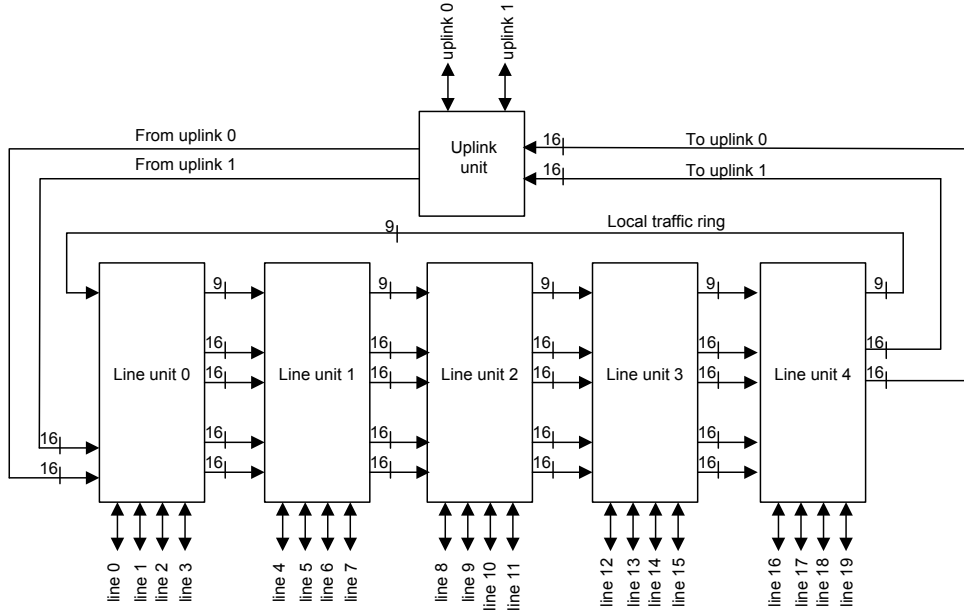 uplink 0
uplink 1
From uplink 0
From uplink 1
Uplink
unit
16
To uplink 0
16
To uplink 1
9
Local traffic ring
9
9
9
9
9
16
16
16
16
16
Line unit 0
16
Line unit 1
16
Line unit 2
16
Line unit 3
16
Line unit 4
16
16
16
16
16
16
16
16
16
16
16
line 0
line 1
line 2
line 3
line 4
line 5
line 6
line 7
line 8
line 9
line 10
line 11
line 12
line 13
line 14
line 15
line 16
line 17
line 18
line 19